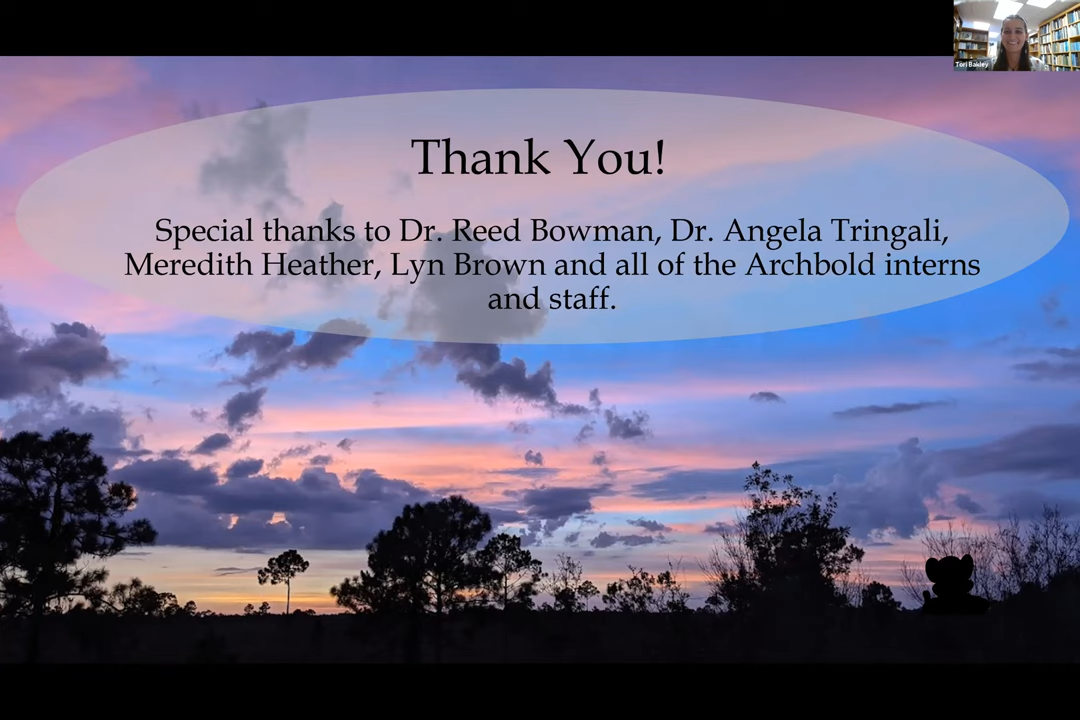 Tori Bakley
Thank You!
Special thanks to Dr. Reed Bowman, Dr. Angela Tringali,
Meredith Heather, Lyn Brown and all of the Archbold interns
and staff.